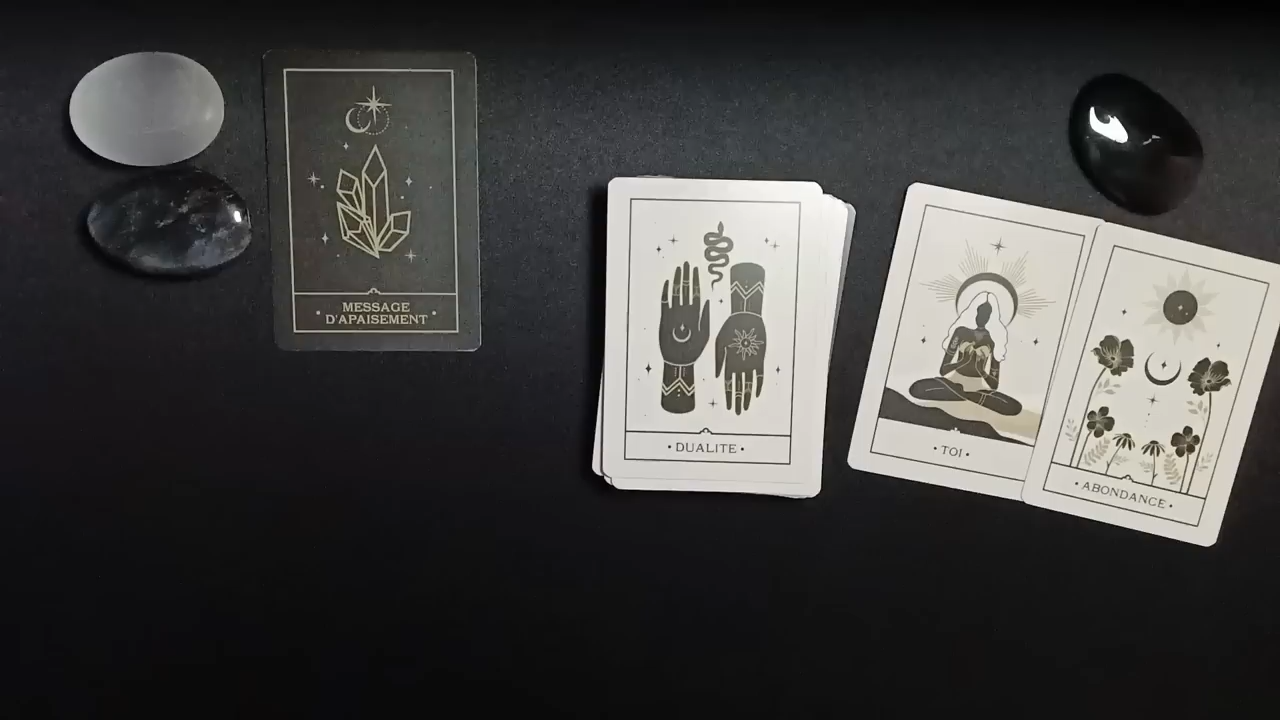 • MESSAGE
D'APAISEMENT •
• DUALITE •
• TOI •
• ABONDANCE •